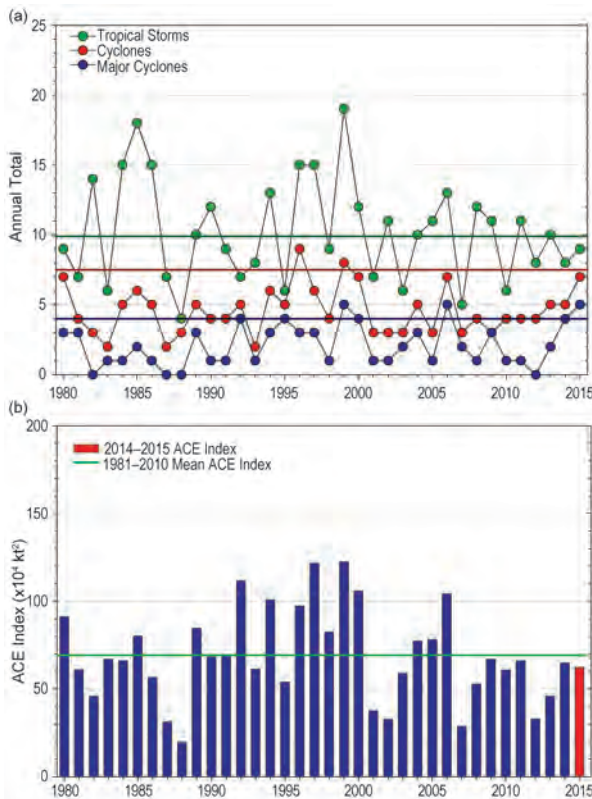 (a)
Tropical Storms
Cyclones
Major Cyclones
Annual Total
25
20
15
10
5
0
1980 1985 1990 1995 2000 2005 2010 2015
(b)
2014–2015 ACE Index
1981–2010 Mean ACE Index
ACE Index (x10⁴ kt²)
200
150
100
50
0
1980 1985 1990 1995 2000 2005 2010 2015